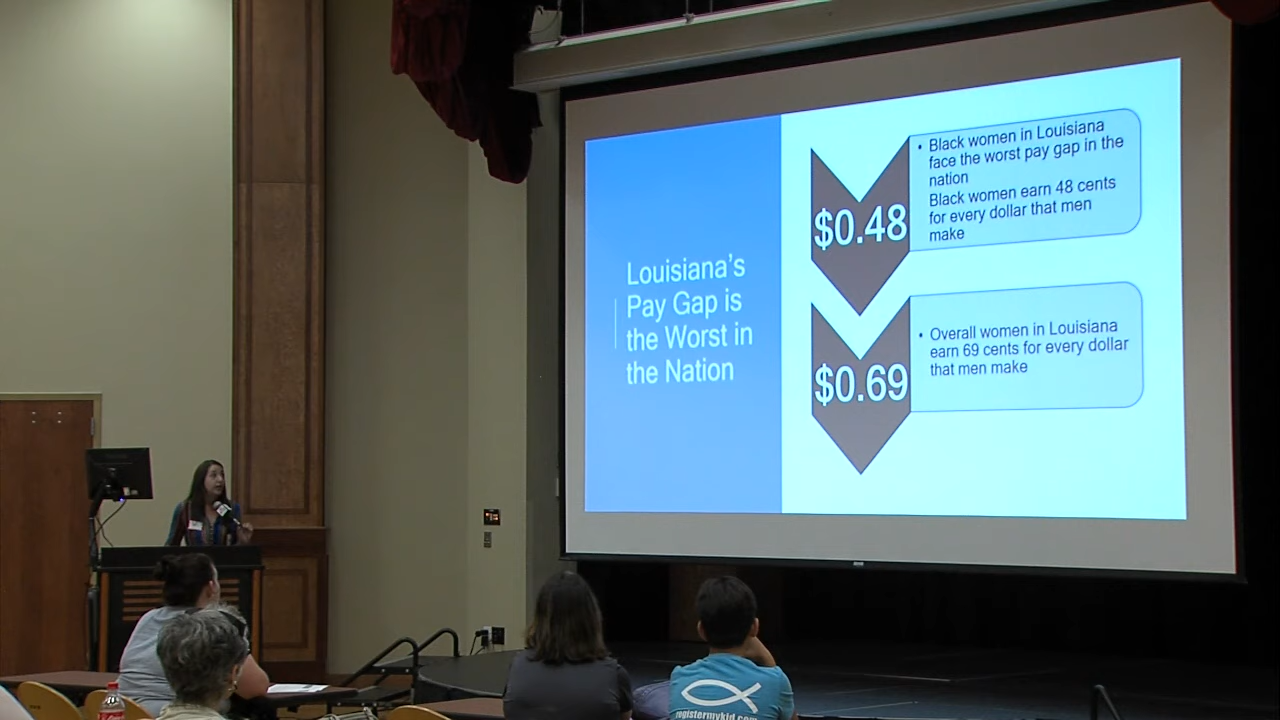 Louisiana's
Pay Gap is
the Worst in
the Nation
$0.48
• Black women in Louisiana
face the worst pay gap in the
nation
Black women earn 48 cents
for every dollar that men
make
$0.69
• Overall women in Louisiana
earn 69 cents for every dollar
that men make
registermykid.com